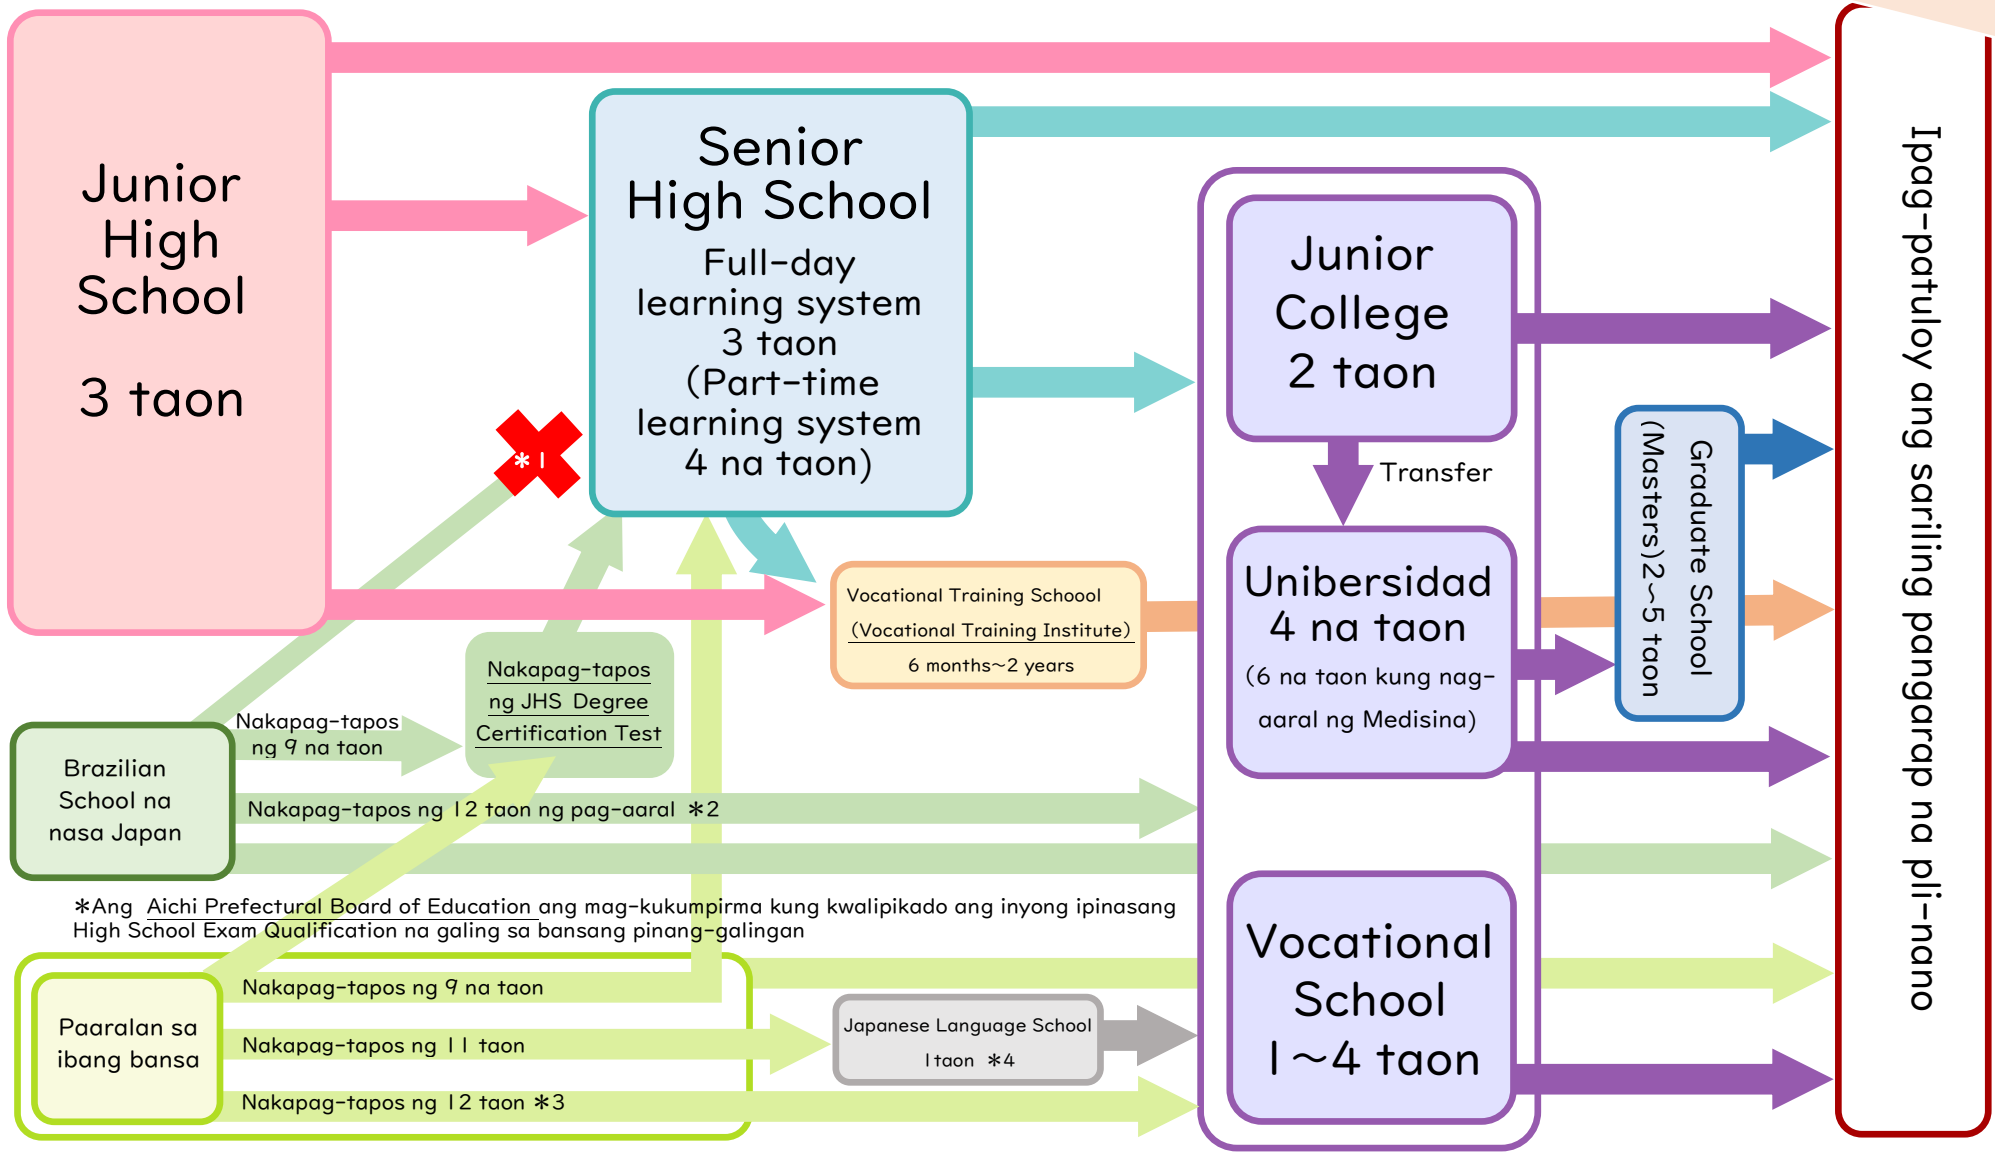 Junior
High
School
3 taon
Senior
High School
Full-day
learning system
3 taon
(Part-time
learning system
4 na taon)
*1
Junior
College
2 taon
Transfer
Unibersidad
4 na taon
(6 na taon kung nag-
aaral ng Medisina)
Graduate School
(Masters)2~5 taon
Vocational Training Schoool
(Vocational Training Institute)
6 months~2 years
Nakapag-tapos
ng JHS Degree
Certification Test
Nakapag-tapos
ng 9 na taon
Brazilian
School na
nasa Japan
Nakapag-tapos ng 12 taon ng pag-aaral *2
*Ang Aichi Prefectural Board of Education ang mag-kukumpirma kung kwalipikado ang inyong ipinasang
High School Exam Qualification na galing sa bansang pinang-galingan
Paaralan sa
ibang bansa
Nakapag-tapos ng 9 na taon
Nakapag-tapos ng 11 taon
Nakapag-tapos ng 12 taon *3
Japanese Language School
1taon *4
Vocational
School
1~4 taon
Ipag-patuloy ang sariling pangarap na pli-nano